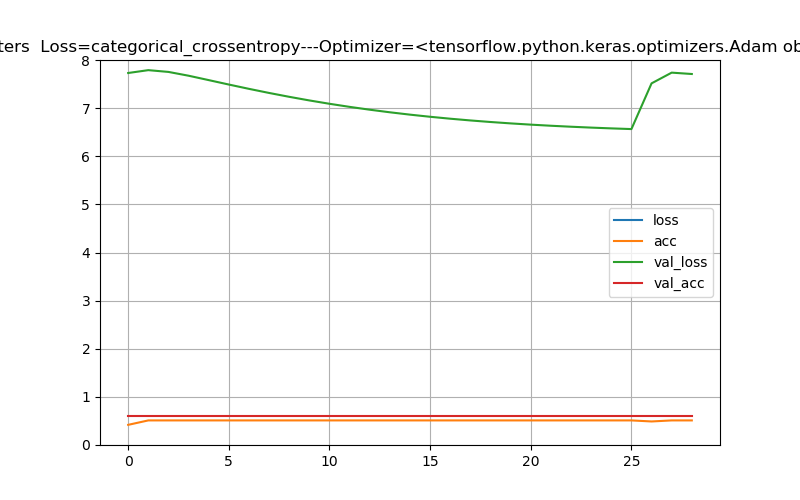 ters  Loss=categorical_crossentropy---Optimizer=<tensorflow.python.keras.optimizers.Adam ob
8
7
6
5
4
3
2
1
0
loss
acc
val_loss
val_acc
0 5 10 15 20 25